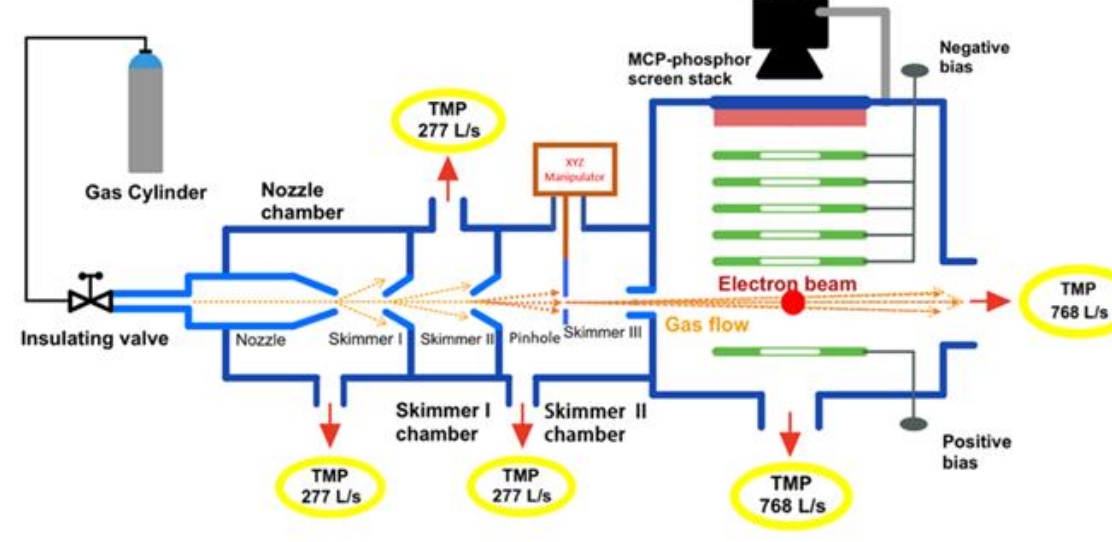 MCP-phosphor
screen stack
Negative
bias
TMP
277 L/s
XYZ
Manipulator
Gas Cylinder
Nozzle
chamber
Electron beam
TMP
768 L/s
Gas flow
Insulating valve
Nozzle
Skimmer I
Skimmer II
Pinhole
Skimmer III
Skimmer I
chamber
Skimmer II
chamber
Positive
bias
TMP
277 L/s
TMP
277 L/s
TMP
768 L/s